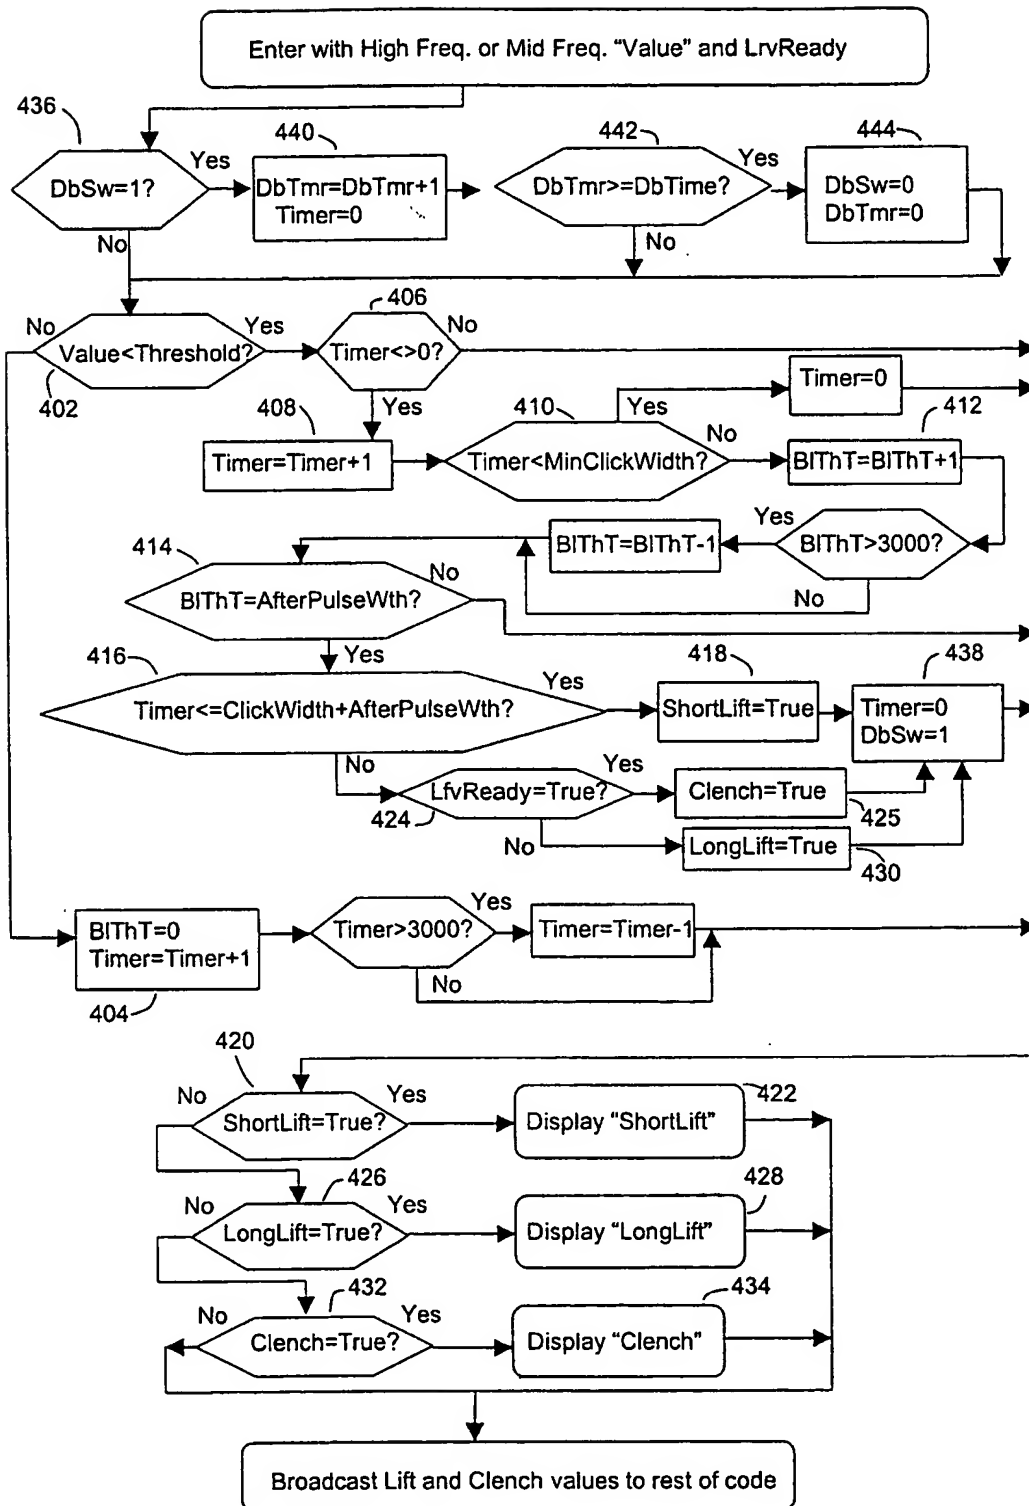 Enter with High Freq. or Mid Freq. "Value" and LrvReady
436
DbSw=1?
Yes
No
440
DbTmr=DbTmr+1
Timer=0
442
DbTmr>=DbTime?
Yes
No
444
DbSw=0
DbTmr=0
No
Value<Threshold?
Yes
402
406
Timer<>0?
No
Yes
408
Timer=Timer+1
410
Timer<MinClickWidth?
Yes
No
Timer=0
412
BlThT=BlThT+1
BlThT>3000?
Yes
No
BlThT=BlThT-1
414
BlThT=AfterPulseWth?
No
Yes
416
Timer<=ClickWidth+AfterPulseWth?
Yes
No
418
ShortLift=True
438
Timer=0
DbSw=1
LfvReady=True?
424
Yes
No
Clench=True
425
LongLift=True
430
BlThT=0
Timer=Timer+1
404
Timer>3000?
Yes
No
Timer=Timer-1
420
No
ShortLift=True?
Yes
422
Display "ShortLift"
426
No
LongLift=True?
Yes
428
Display "LongLift"
432
No
Clench=True?
Yes
434
Display "Clench"
Broadcast Lift and Clench values to rest of code